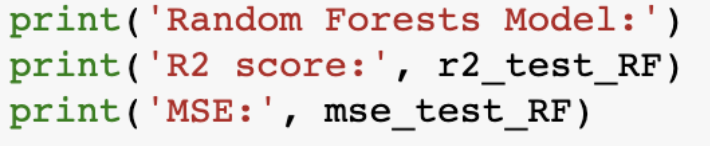 print('Random Forests Model:')
print('R2 score:', r2_test_RF)
print('MSE:', mse_test_RF)